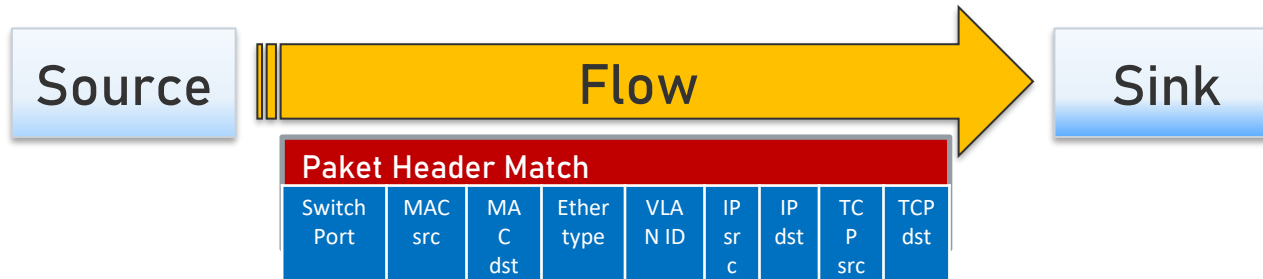 Source
Flow
Sink
Paket Header Match
Switch
Port
MAC
src
MA
C
dst
Ether
type
VLA
N ID
IP
sr
c
IP
dst
TC
P
src
TCP
dst